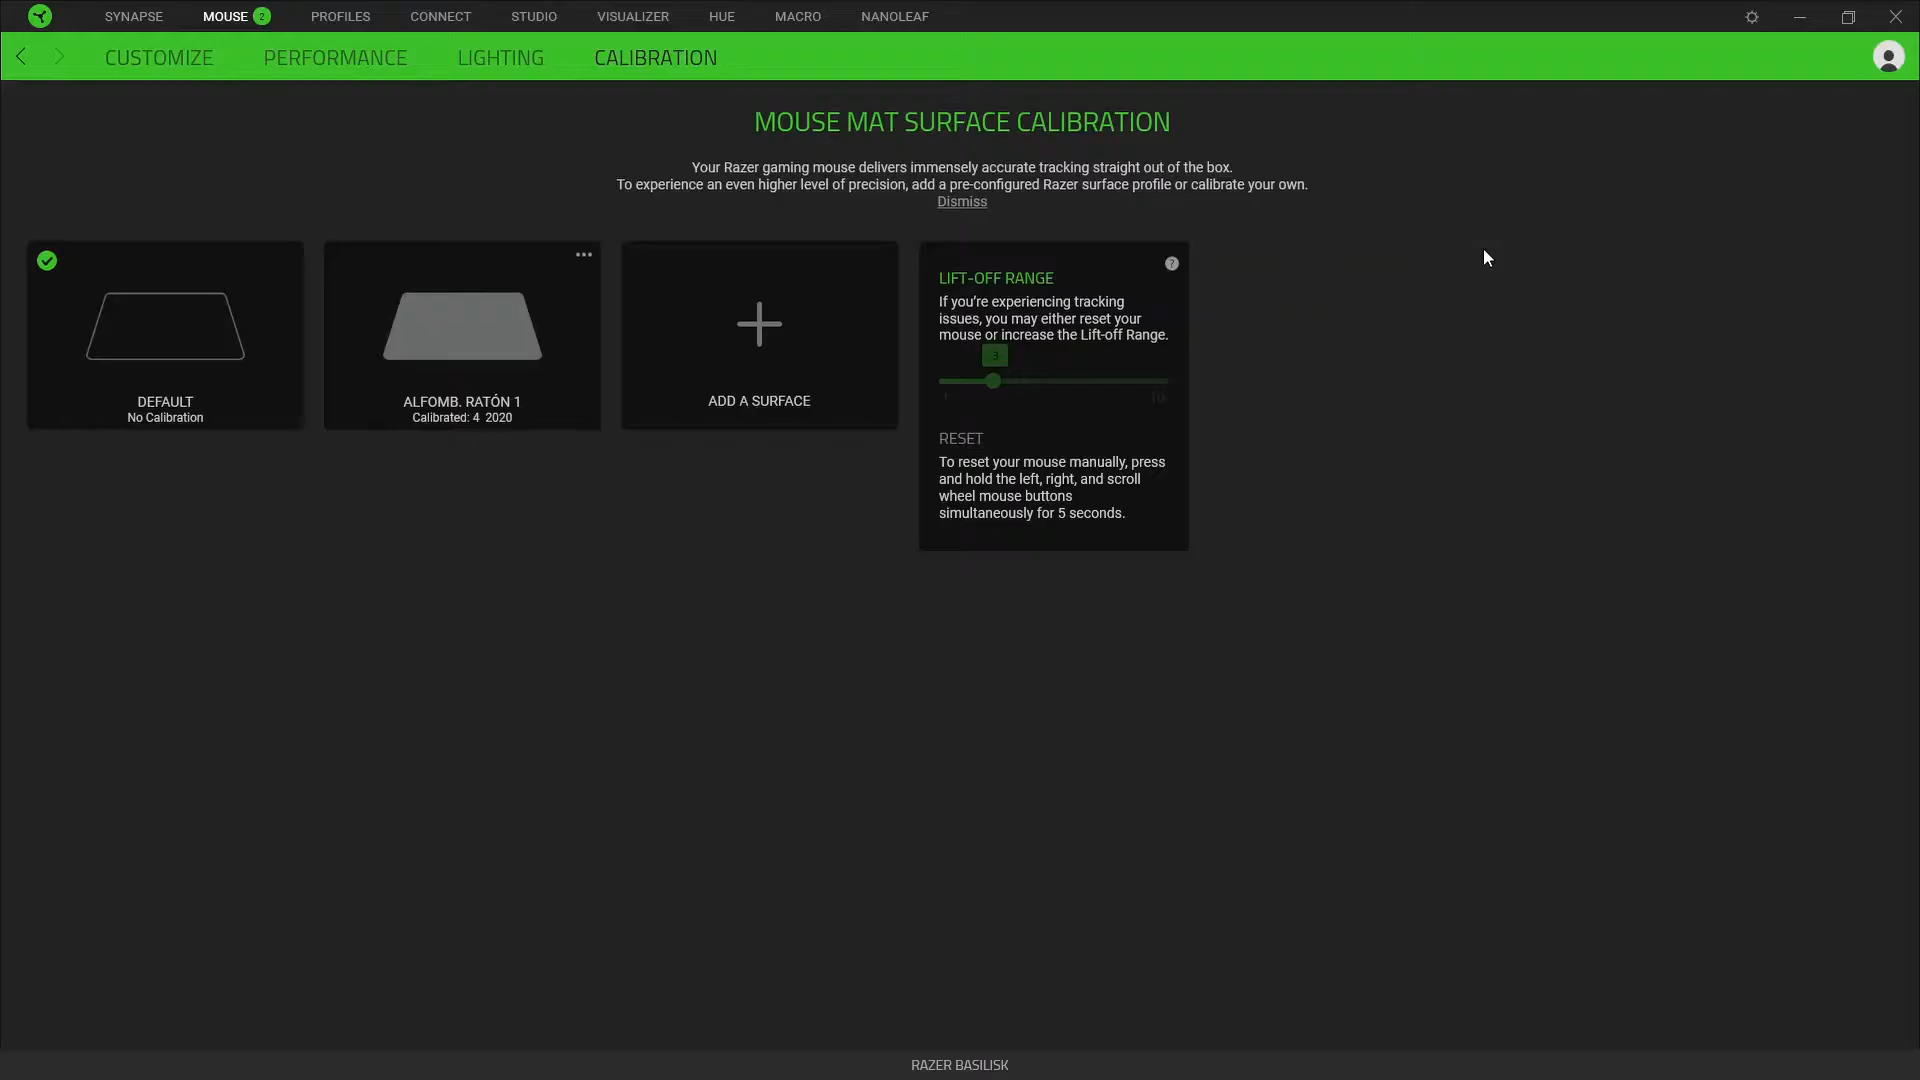 SYNAPSE MOUSE 2 PROFILES CONNECT STUDIO VISUALIZER HUE MACRO NANOLEAF
CUSTOMIZE PERFORMANCE LIGHTING CALIBRATION
MOUSE MAT SURFACE CALIBRATION
Your Razer gaming mouse delivers immensely accurate tracking straight out of the box.
To experience an even higher level of precision, add a pre-configured Razer surface profile or calibrate your own.
Dismiss
DEFAULT
No Calibration
ALFOMB. RATÓN 1
Calibrated: 4 2020
ADD A SURFACE
?
LIFT-OFF RANGE
If you're experiencing tracking
issues, you may either reset your
mouse or increase the Lift-off Range.
3
1 10
RESET
To reset your mouse manually, press
and hold the left, right, and scroll
wheel mouse buttons
simultaneously for 5 seconds.
RAZER BASILISK